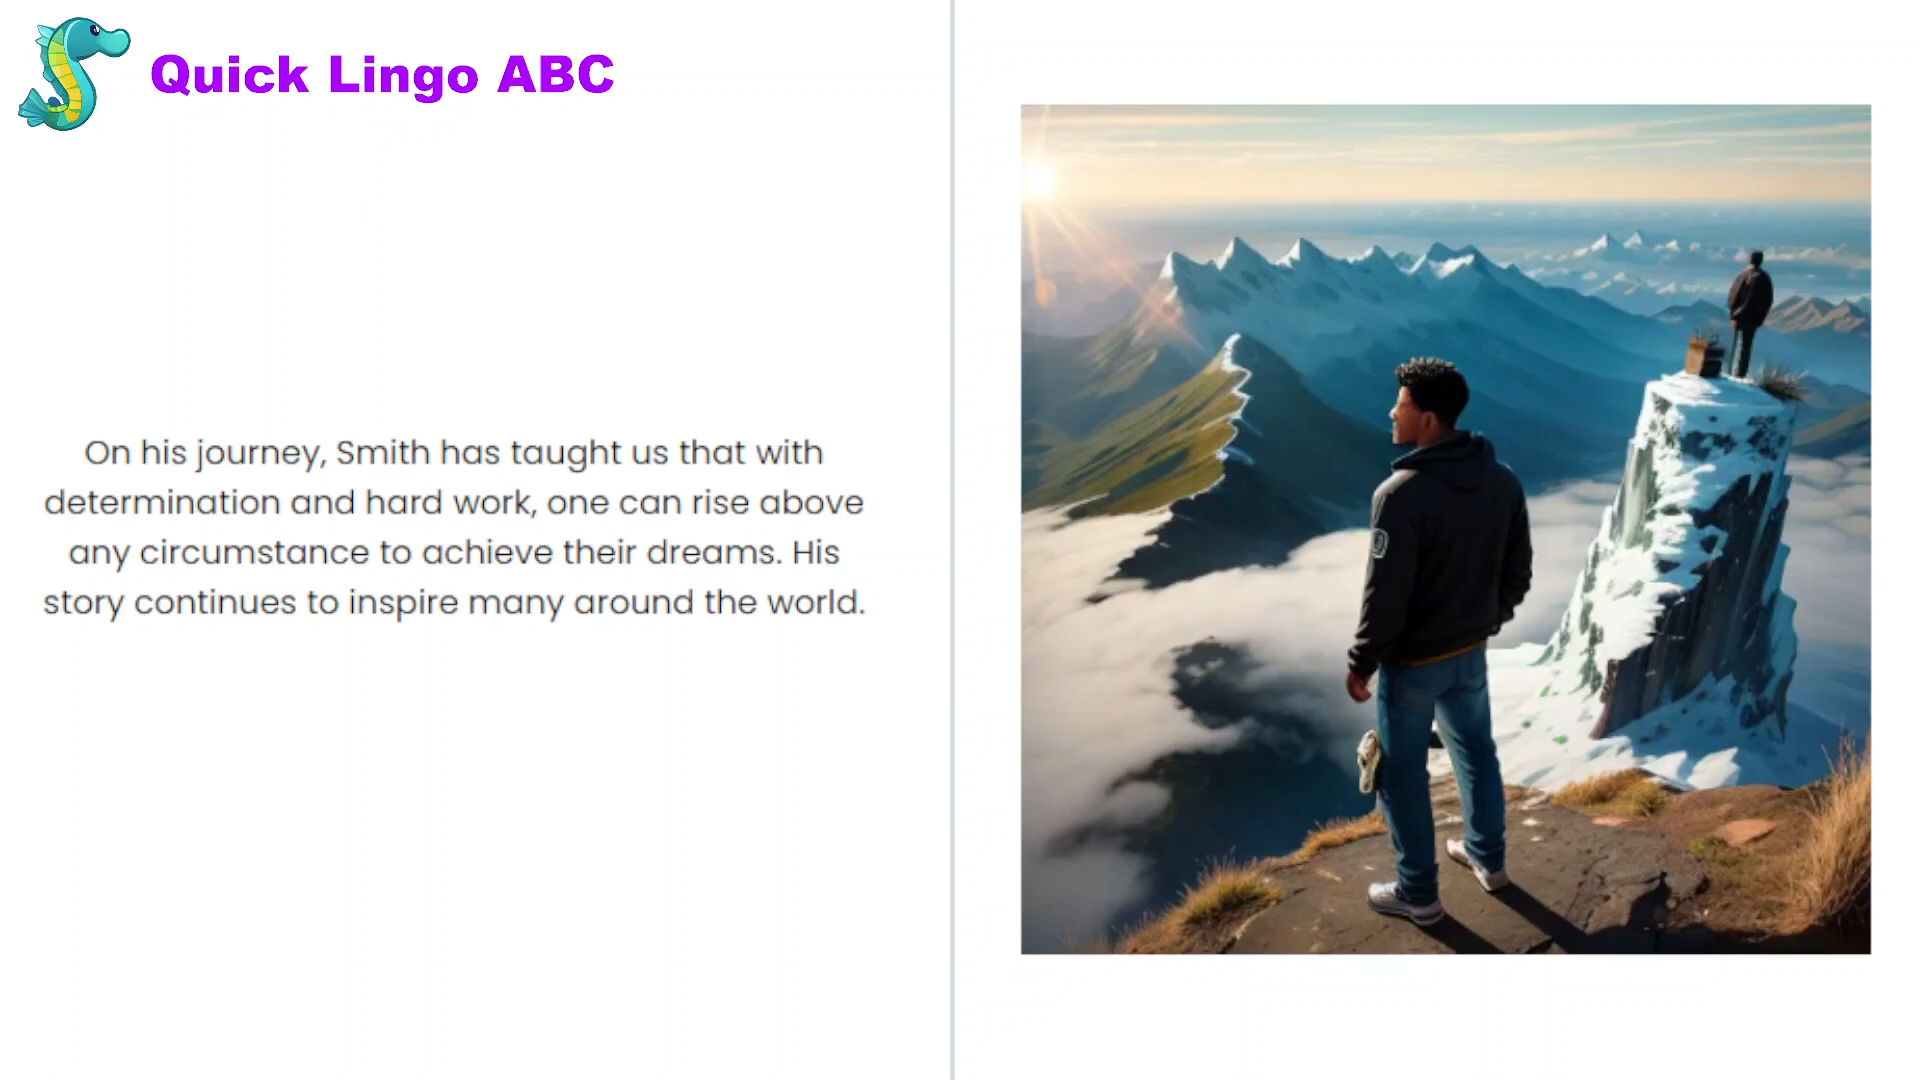 Quick Lingo ABC
On his journey, Smith has taught us that with
determination and hard work, one can rise above
any circumstance to achieve their dreams. His
story continues to inspire many around the world.